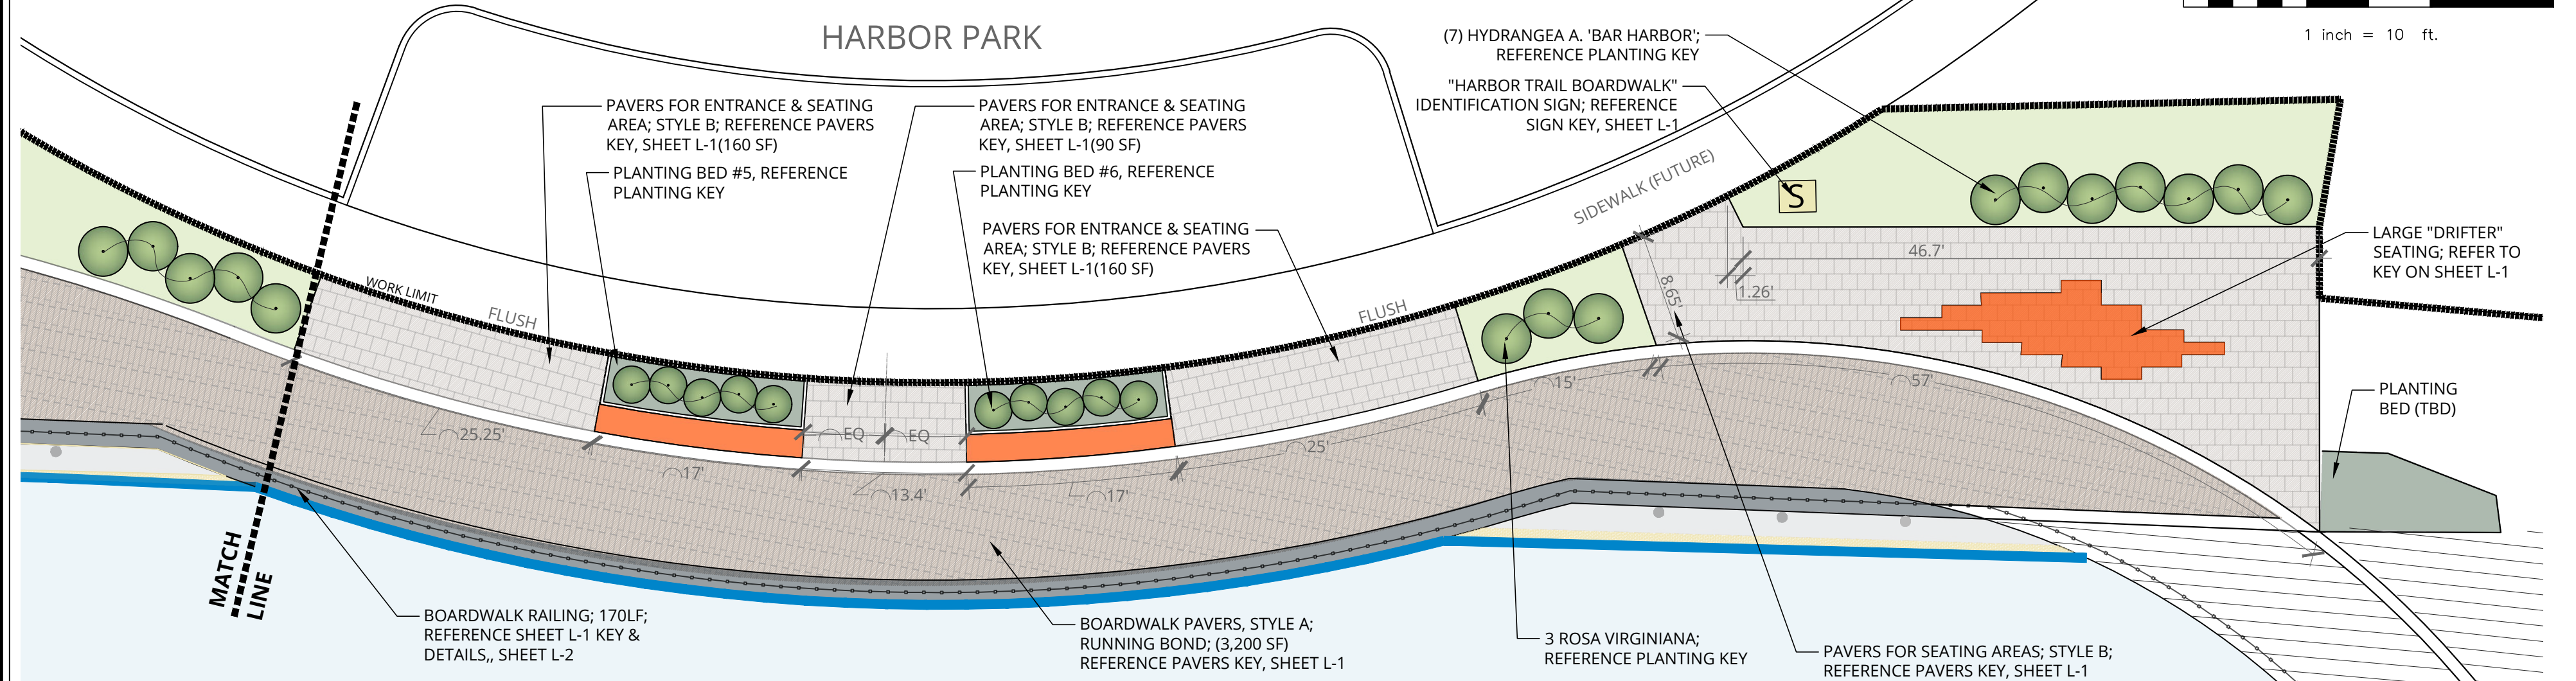 HARBOR PARK
1 inch = 10 ft.
(7) HYDRANGEA A. 'BAR HARBOR';
REFERENCE PLANTING KEY
"HARBOR TRAIL BOARDWALK"
IDENTIFICATION SIGN; REFERENCE
SIGN KEY, SHEET L-1
PAVERS FOR ENTRANCE & SEATING
AREA; STYLE B; REFERENCE PAVERS
KEY, SHEET L-1(160 SF)
PLANTING BED #5, REFERENCE
PLANTING KEY
PAVERS FOR ENTRANCE & SEATING
AREA; STYLE B; REFERENCE PAVERS
KEY, SHEET L-1(90 SF)
PLANTING BED #6, REFERENCE
PLANTING KEY
PAVERS FOR ENTRANCE & SEATING
AREA; STYLE B; REFERENCE PAVERS
KEY, SHEET L-1(160 SF)
SIDEWALK (FUTURE)
S
LARGE "DRIFTER"
SEATING; REFER TO
KEY ON SHEET L-1
46.7'
1.26'
8.65'
WORK LIMIT
FLUSH
FLUSH
PLANTING
BED (TBD)
15'
57'
25.25'
EQ
EQ
25'
17'
13.4'
17'
MATCH
LINE
BOARDWALK RAILING; 170LF;
REFERENCE SHEET L-1 KEY &
DETAILS,, SHEET L-2
BOARDWALK PAVERS, STYLE A;
RUNNING BOND; (3,200 SF)
REFERENCE PAVERS KEY, SHEET L-1
3 ROSA VIRGINIANA;
REFERENCE PLANTING KEY
PAVERS FOR SEATING AREAS; STYLE B;
REFERENCE PAVERS KEY, SHEET L-1